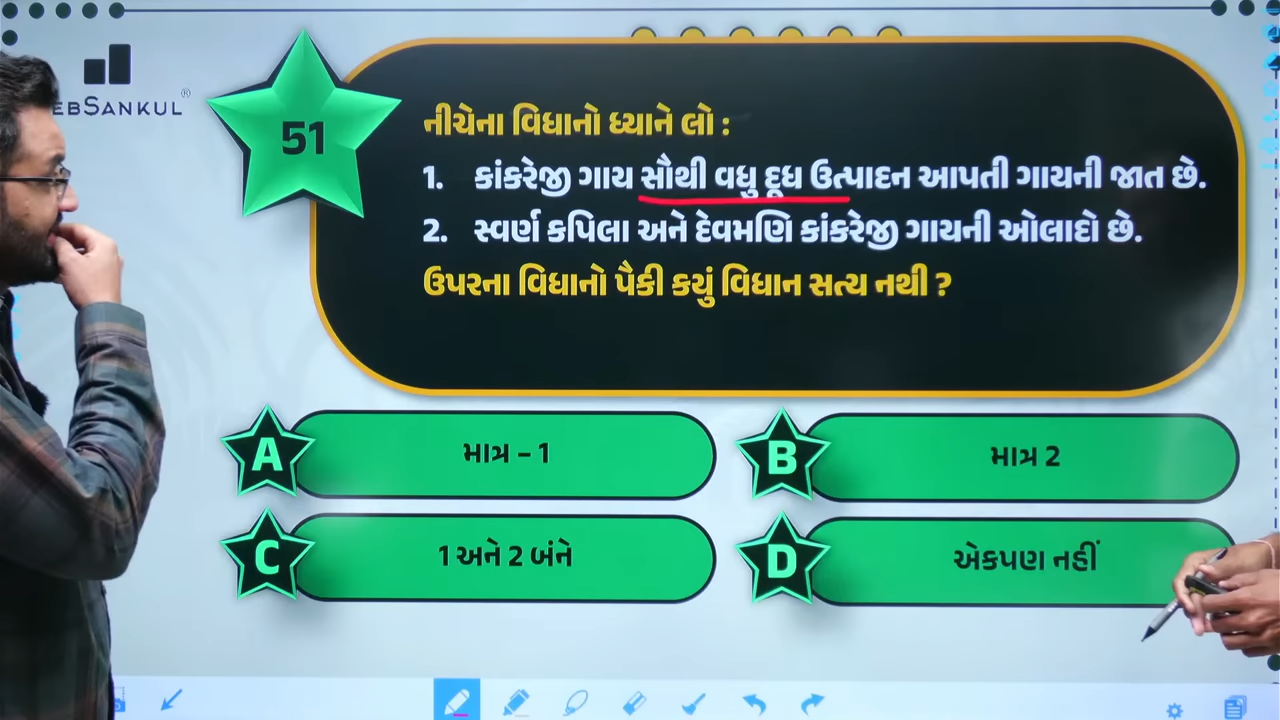 EBSANKUL®
51
નીચેના વિધાનો ધ્યાને લો :
1. કાંકરેજી ગાય સૌથી વધુ દૂધ ઉત્પાદન આપતી ગાયની જાત છે.
2. સ્વર્ણ કપિલા અને દેવમણિ કાંકરેજી ગાયની ઓલાદો છે.
ઉપરના વિધાનો પૈકી કયું વિધાન સત્ય નથી ?
A માત્ર – 1
B માત્ર 2
C 1 અને 2 બંને
D એકપણ નહીં